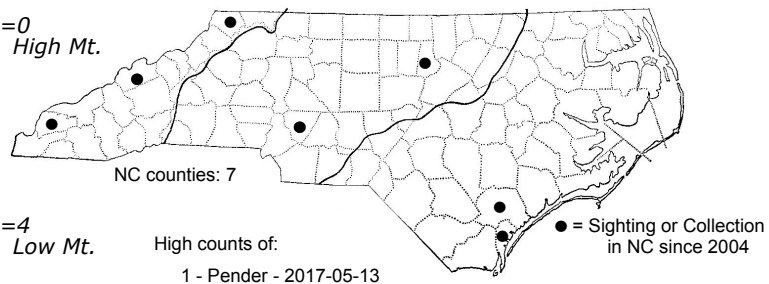 =0
High Mt.
NC counties: 7
=4
Low Mt.
High counts of:
1 - Pender - 2017-05-13
= Sighting or Collection
in NC since 2004